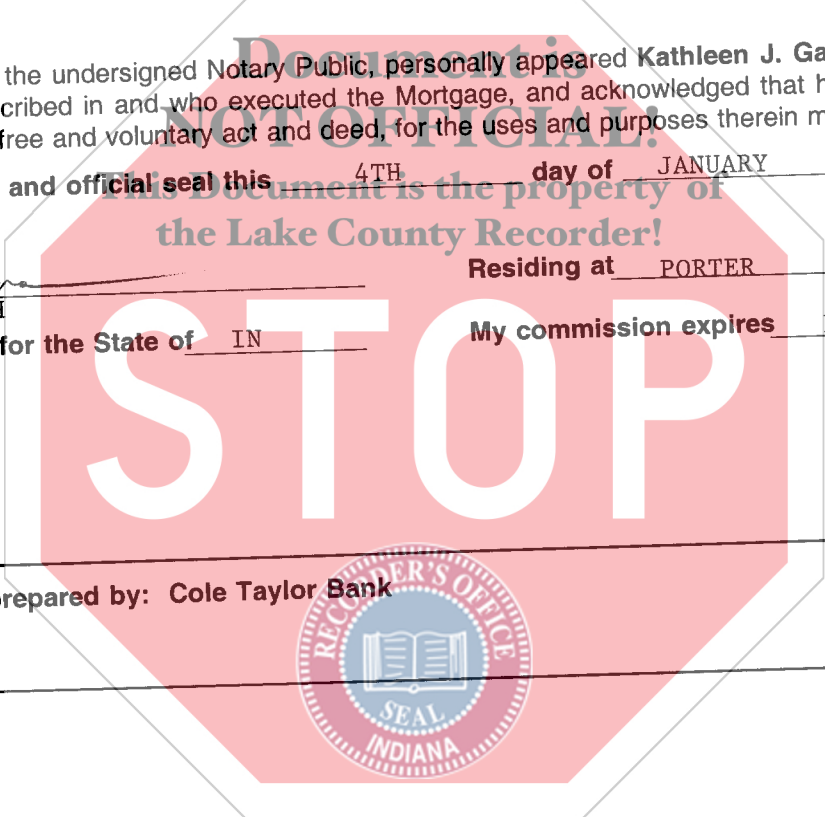 Document is
the undersigned Notary Public, personally appeared Kathleen J. Ga
cribed in and who executed the Mortgage, and acknowledged that h
NOT OFFICIAL!
free and voluntary act and deed, for the uses and purposes therein m
and official seal this 4TH day of JANUARY
This Document is the property of
the Lake County Recorder!
Residing at PORTER
for the State of IN
My commission expires
STOP
repared by: Cole Taylor Bank
RECORDER'S OFFICE
SEAL
INDIANA